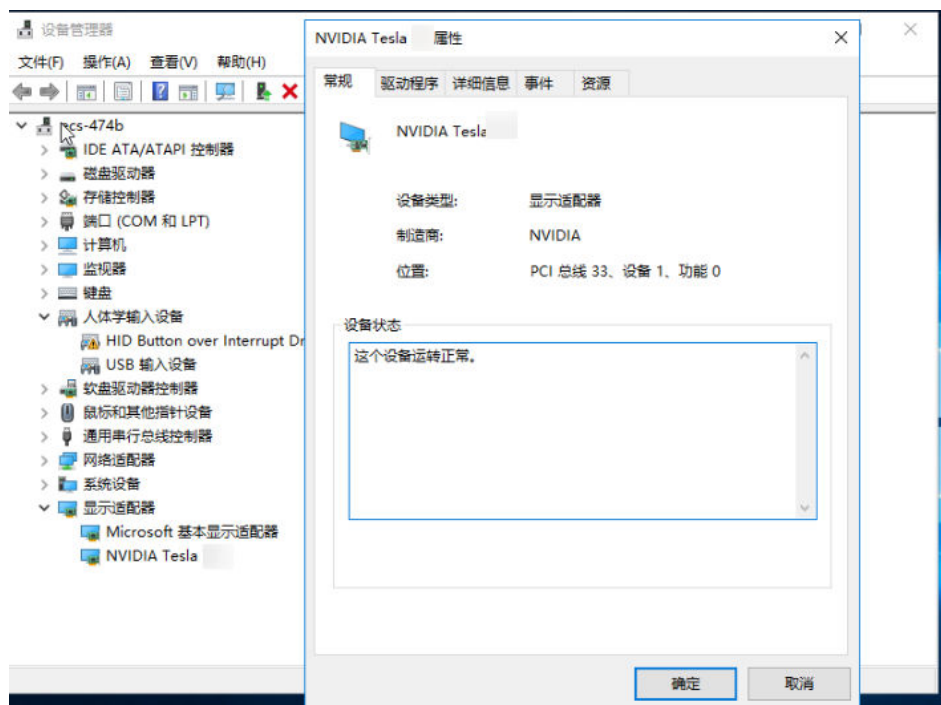 设备管理器
文件(F) 操作(A) 查看(V) 帮助(H)
ecs-474b
IDE ATA/ATAPI 控制器
磁盘驱动器
存储控制器
端口 (COM 和 LPT)
计算机
监视器
键盘
人体学输入设备
HID Button over Interrupt Dr
USB 输入设备
软盘驱动器控制器
鼠标和其他指针设备
通用串行总线控制器
网络适配器
系统设备
显示适配器
Microsoft 基本显示适配器
NVIDIA Tesla
NVIDIA Tesla 属性
常规 驱动程序 详细信息 事件 资源
NVIDIA Tesla
设备类型: 显示适配器
制造商: NVIDIA
位置: PCI 总线 33、设备 1、功能 0
设备状态
这个设备运转正常。
确定 取消